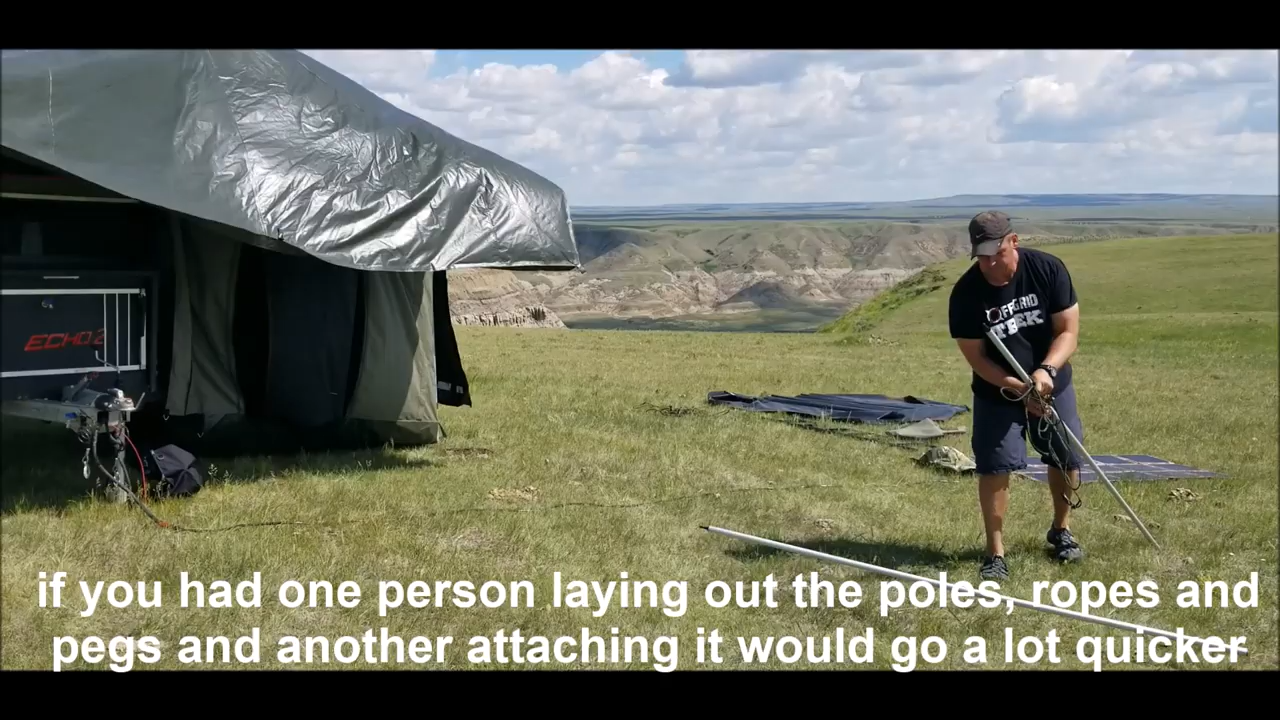 ECHO 2
OFFGRID
TREK
if you had one person laying out the poles, ropes and
pegs and another attaching it would go a lot quicker